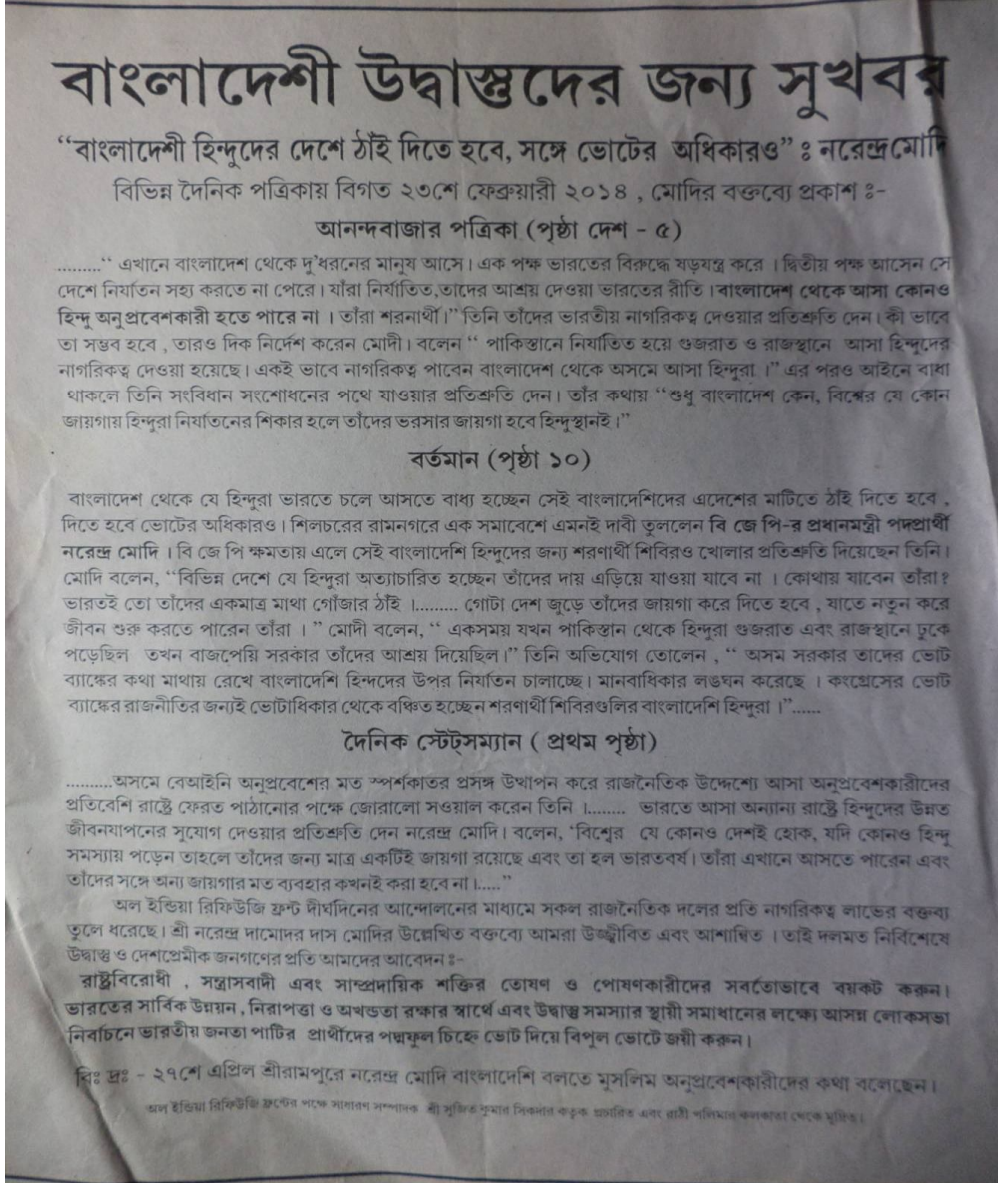 বাংলাদেশী উদ্বাস্তুদের জন্য সুখবর
“বাংলাদেশী হিন্দুদের দেশে ঠাঁই দিতে হবে, সঙ্গে ভোটের অধিকারও” ঃ নরেন্দ্র মোদি
বিভিন্ন দৈনিক পত্রিকায় বিগত ২৩শে ফেব্রুয়ারী ২০১৪ , মোদির বক্তব্যে প্রকাশ ঃ-
আনন্দবাজার পত্রিকা (পৃষ্ঠা দেশ - ৫)
.........“ এখানে বাংলাদেশ থেকে দু'ধরনের মানুষ আসে। এক পক্ষ ভারতের বিরুদ্ধে ষড়যন্ত্র করে । দ্বিতীয় পক্ষ আসেন সে
দেশে নির্যাতন সহ্য করতে না পেরে। যাঁরা নির্যাতিত,তাদের আশ্রয় দেওয়া ভারতের রীতি। বাংলাদেশ থেকে আসা কোনও
হিন্দু অনুপ্রবেশকারী হতে পারে না । তাঁরা শরনার্থী।” তিনি তাঁদের ভারতীয় নাগরিকত্ব দেওয়ার প্রতিশ্রুতি দেন। কী ভাবে
তা সম্ভব হবে , তারও দিক নির্দেশ করেন মোদী। বলেন “ পাকিস্তানে নির্যাতিত হয়ে গুজরাত ও রাজস্থানে আসা হিন্দুদের
নাগরিকত্ব দেওয়া হয়েছে। একই ভাবে নাগরিকত্ব পাবেন বাংলাদেশ থেকে অসমে আসা হিন্দুরা ।” এর পরও আইনে বাধা
থাকলে তিনি সংবিধান সংশোধনের পথে যাওয়ার প্রতিশ্রুতি দেন। তাঁর কথায় “শুধু বাংলাদেশ কেন, বিশ্বের যে কোন
জায়গায় হিন্দুরা নির্যাতনের শিকার হলে তাঁদের ভরসার জায়গা হবে হিন্দুস্থানই।”
বর্তমান (পৃষ্ঠা ১০)
বাংলাদেশ থেকে যে হিন্দুরা ভারতে চলে আসতে বাধ্য হচ্ছেন সেই বাংলাদেশিদের এদেশের মাটিতে ঠাঁই দিতে হবে ,
দিতে হবে ভোটের অধিকারও। শিলচরের রামনগরে এক সমাবেশে এমনই দাবী তুললেন বি জে পি-র প্রধানমন্ত্রী পদপ্রার্থী
নরেন্দ্র মোদি । বি জে পি ক্ষমতায় এলে সেই বাংলাদেশি হিন্দুদের জন্য শরণার্থী শিবিরও খোলার প্রতিশ্রুতি দিয়েছেন তিনি।
মোদি বলেন, “বিভিন্ন দেশে যে হিন্দুরা অত্যাচারিত হচ্ছেন তাঁদের দায় এড়িয়ে যাওয়া যাবে না । কোথায় যাবেন তাঁরা?
ভারতই তো তাঁদের একমাত্র মাথা গোঁজার ঠাঁই ।......... গোটা দেশ জুড়ে তাঁদের জায়গা করে দিতে হবে , যাতে নতুন করে
জীবন শুরু করতে পারেন তাঁরা । ” মোদী বলেন, “ একসময় যখন পাকিস্তান থেকে হিন্দুরা গুজরাত এবং রাজস্থানে ঢুকে
পড়েছিল তখন বাজপেয়ি সরকার তাঁদের আশ্রয় দিয়েছিল।” তিনি অভিযোগ তোলেন , “ অসম সরকার তাদের ভোট
ব্যাঙ্কের কথা মাথায় রেখে বাংলাদেশি হিন্দদের উপর নির্যাতন চালাচ্ছে। মানবাধিকার লঙঘন করেছে । কংগ্রেসের ভোট
ব্যাঙ্কের রাজনীতির জন্যই ভোটাধিকার থেকে বঞ্চিত হচ্ছেন শরণার্থী শিবিরগুলির বাংলাদেশি হিন্দুরা ।”......
দৈনিক স্টেট্সম্যান ( প্রথম পৃষ্ঠা)
..........অসমে বেআইনি অনুপ্রবেশের মত স্পর্শকাতর প্রসঙ্গ উত্থাপন করে রাজনৈতিক উদ্দেশ্যে আসা অনুপ্রবেশকারীদের
প্রতিবেশি রাষ্ট্রে ফেরত পাঠানোর পক্ষে জোরালো সওয়াল করেন তিনি ।........ ভারতে আসা অন্যান্য রাষ্ট্রে হিন্দুদের উন্নত
জীবনযাপনের সুযোগ দেওয়ার প্রতিশ্রুতি দেন নরেন্দ্র মোদি। বলেন, ‘বিশ্বের যে কোনও দেশই হোক, যদি কোনও হিন্দু
সমস্যায় পড়েন তাহলে তাঁদের জন্য মাত্র একটিই জায়গা রয়েছে এবং তা হল ভারতবর্ষ। তাঁরা এখানে আসতে পারেন এবং
তাঁদের সঙ্গে অন্য জায়গার মত ব্যবহার কখনই করা হবে না।.....”
অল ইন্ডিয়া রিফিউজি ফ্রন্ট দীর্ঘদিনের আন্দোলনের মাধ্যমে সকল রাজনৈতিক দলের প্রতি নাগরিকত্ব লাভের বক্তব্য
তুলে ধরেছে। শ্রী নরেন্দ্র দামোদর দাস মোদির উল্লেখিত বক্তব্যে আমরা উজ্জীবিত এবং আশান্বিত । তাই দলমত নির্বিশেষে
উদ্বাস্তু ও দেশপ্রেমীক জনগণের প্রতি আমদের আবেদন ঃ-
রাষ্ট্রবিরোধী , সন্ত্রাসবাদী এবং সাম্প্রদায়িক শক্তির তোষণ ও পোষণকারীদের সর্বতোভাবে বয়কট করুন।
ভারতের সার্বিক উন্নয়ন , নিরাপত্তা ও অখন্ডতা রক্ষার স্বার্থে এবং উদ্বাস্তু সমস্যার স্থায়ী সমাধানের লক্ষ্যে আসন্ন লোকসভা
নির্বাচনে ভারতীয় জনতা পার্টির প্রার্থীদের পদ্মফুল চিহ্নে ভোট দিয়ে বিপুল ভোটে জয়ী করুন।
বিঃ দ্রঃ - ২৭শে এপ্রিল শ্রীরামপুরে নরেন্দ্র মোদি বাংলাদেশি বলতে মুসলিম অনুপ্রবেশকারীদের কথা বলেছেন।
অল ইন্ডিয়া রিফিউজি ফ্রন্টের পক্ষে সাধারণ সম্পাদক শ্রী সুজিত কুমার সিকদার কর্তৃক প্রচারিত এবং কলকাতা থেকে মুদ্রিত।